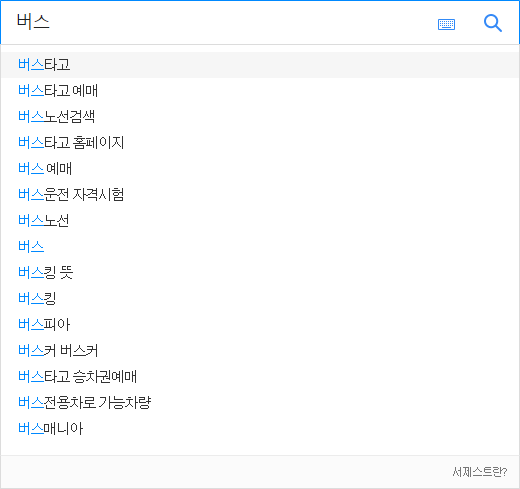 버스
버스타고
버스타고 예매
버스노선검색
버스타고 홈페이지
버스 예매
버스운전 자격시험
버스노선
버스
버스킹 뜻
버스킹
버스피아
버스커 버스커
버스타고 승차권예매
버스전용차로 가능차량
버스매니아
서제스트란?